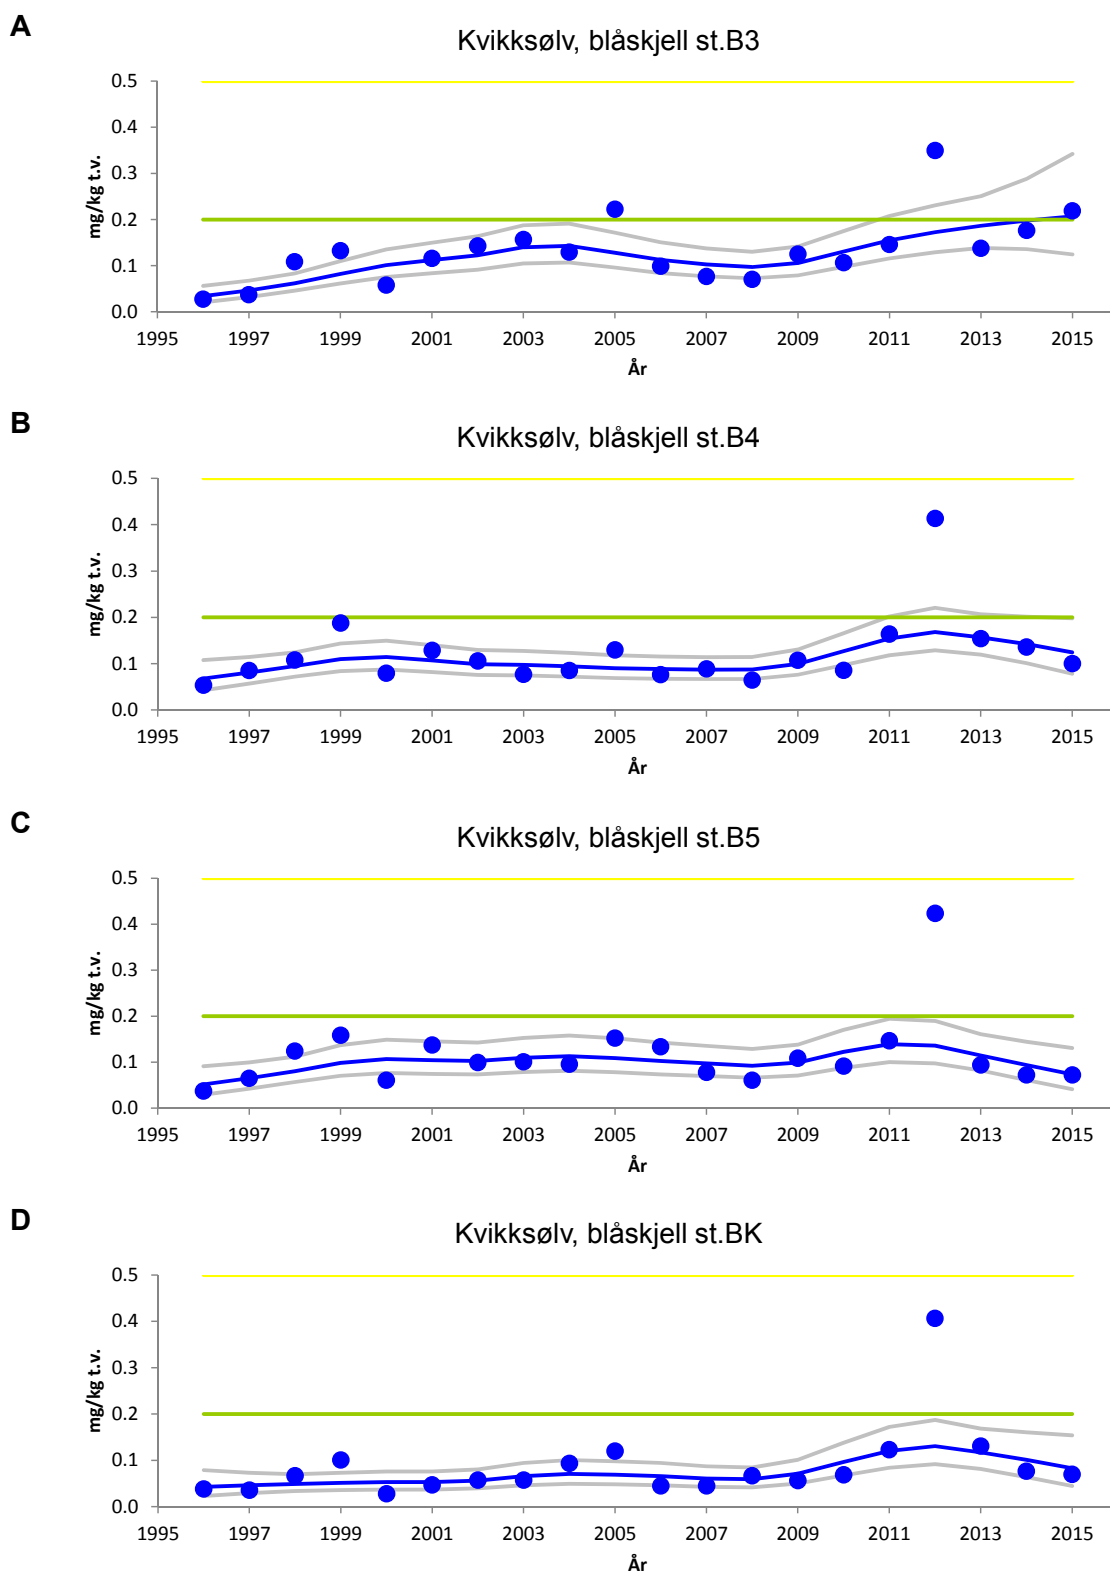 A
Kvikksølv, blåskjell st.B3
mg/kg t.v.
0.5
0.4
0.3
0.2
0.1
0.0
1995 1997 1999 2001 2003 2005 2007 2009 2011 2013 2015
År
B
Kvikksølv, blåskjell st.B4
mg/kg t.v.
0.5
0.4
0.3
0.2
0.1
0.0
1995 1997 1999 2001 2003 2005 2007 2009 2011 2013 2015
År
C
Kvikksølv, blåskjell st.B5
mg/kg t.v.
0.5
0.4
0.3
0.2
0.1
0.0
1995 1997 1999 2001 2003 2005 2007 2009 2011 2013 2015
År
D
Kvikksølv, blåskjell st.BK
mg/kg t.v.
0.5
0.4
0.3
0.2
0.1
0.0
1995 1997 1999 2001 2003 2005 2007 2009 2011 2013 2015
År